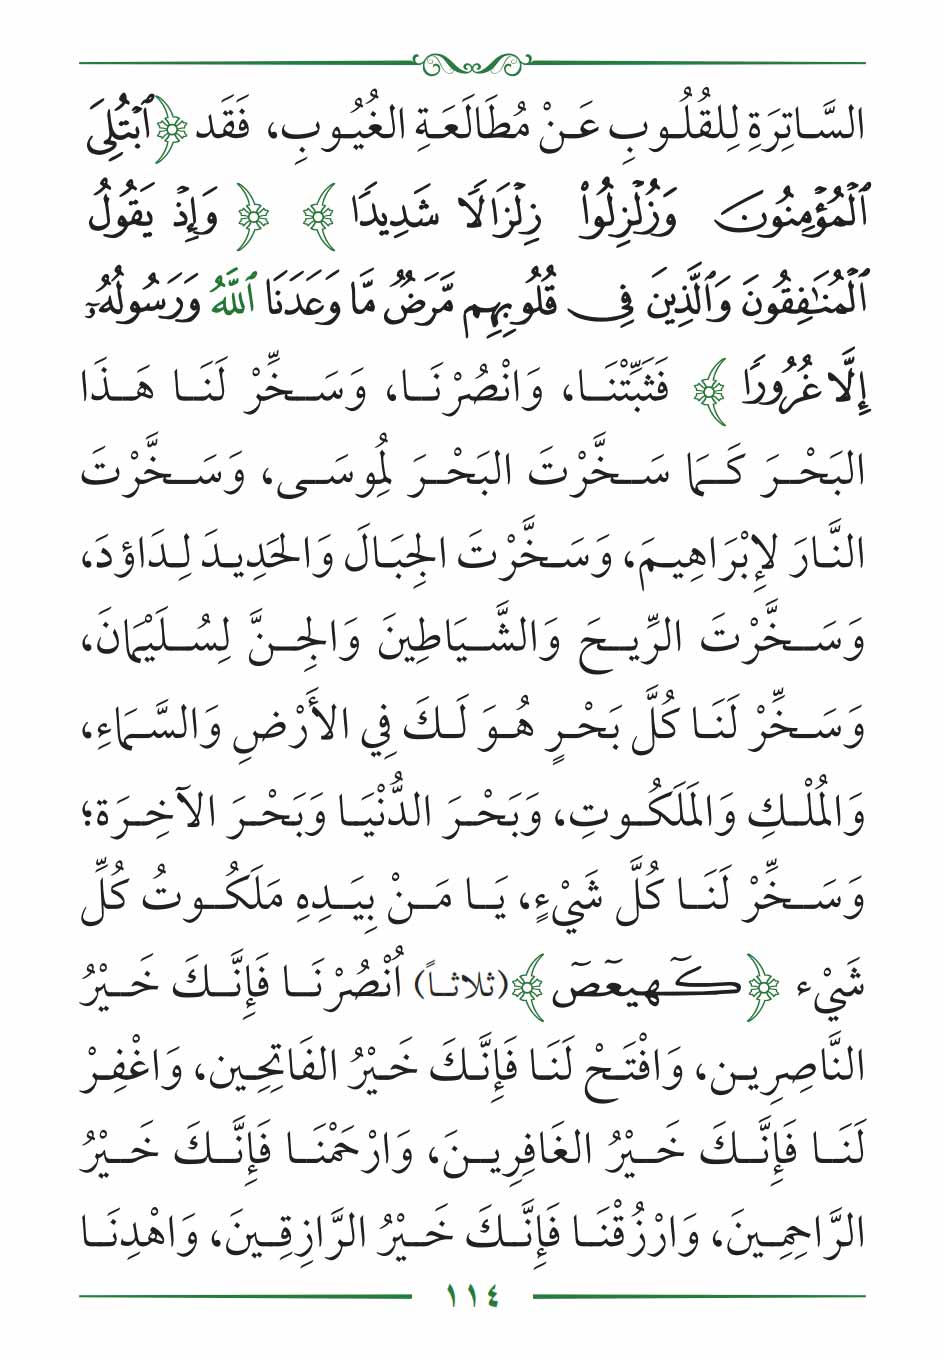 السَّاتِرَةِ لِلقُلُوبِ عَنْ مُطَالَعَةِ الغُيُوبِ، فَقَد ﴿ٱبْتُلِىَ
ٱلْمُؤْمِنُونَ وَزُلْزِلُوا۟ زِلْزَالًا شَدِيدًا﴾ ﴿وَإِذْ يَقُولُ
ٱلْمُنَـٰفِقُونَ وَٱلَّذِينَ فِى قُلُوبِهِم مَّرَضٌ مَّا وَعَدَنَا ٱللَّهُ وَرَسُولُهُۥٓ
إِلَّا غُرُورًا﴾ فَثَبِّتْنَا، وَانْصُرْنَا، وَسَخِّرْ لَنَا هَذَا
البَحْرَ كَمَا سَخَّرْتَ البَحْرَ لِمُوسَى، وَسَخَّرْتَ
النَّارَ لإِبْرَاهِيمَ، وَسَخَّرْتَ الجِبَالَ وَالحَدِيدَ لِدَاوُدَ،
وَسَخَّرْتَ الرِّيحَ وَالشَّيَاطِينَ وَالجِنَّ لِسُلَيْمَانَ،
وَسَخِّرْ لَنَا كُلَّ بَحْرٍ هُوَ لَكَ فِي الأَرْضِ وَالسَّمَاءِ،
وَالمُلْكِ وَالمَلَكُوتِ، وَبَحْرَ الدُّنْيَا وَبَحْرَ الآخِرَة؛
وَسَخِّرْ لَنَا كُلَّ شَيْءٍ، يَا مَنْ بِيَدِهِ مَلَكُوتُ كُلِّ
شَيْء ﴿كٓهيعٓصٓ﴾ (ثلاثاً) اُنْصُرْنَا فَإِنَّكَ خَيْرُ
النَّاصِرِين، وَافْتَحْ لَنَا فَإِنَّكَ خَيْرُ الفَاتِحِين، وَاغْفِرْ
لَنَا فَإِنَّكَ خَيْرُ الغَافِرِينَ، وَارْحَمْنَا فَإِنَّكَ خَيْرُ
الرَّاحِمِينَ، وَارْزُقْنَا فَإِنَّكَ خَيْرُ الرَّازِقِينَ، وَاهْدِنَا
١١٤